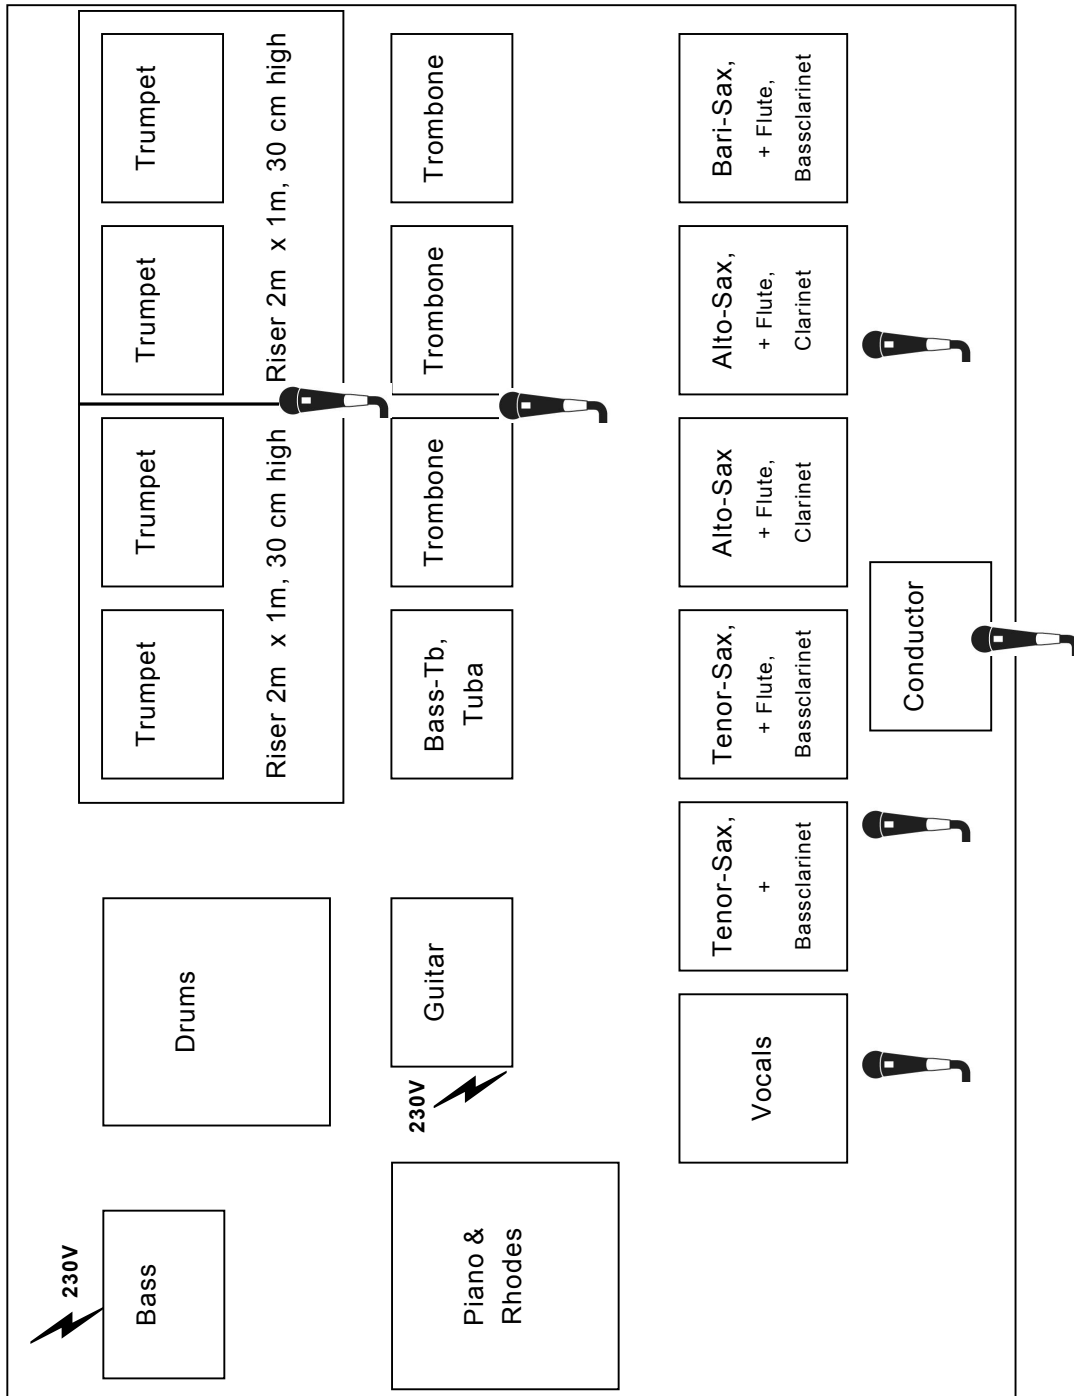 230V
Bass
Drums
Trumpet
Trumpet
Trumpet
Trumpet
Riser 2m x 1m, 30 cm high
Riser 2m x 1m, 30 cm high
Piano &
Rhodes
230V
Guitar
Bass-Tb,
Tuba
Trombone
Trombone
Trombone
Vocals
Tenor-Sax,
+
Bassclarinet
Tenor-Sax,
+ Flute,
Bassclarinet
Alto-Sax
+ Flute,
Clarinet
Alto-Sax,
+ Flute,
Clarinet
Bari-Sax,
+ Flute,
Bassclarinet
Conductor